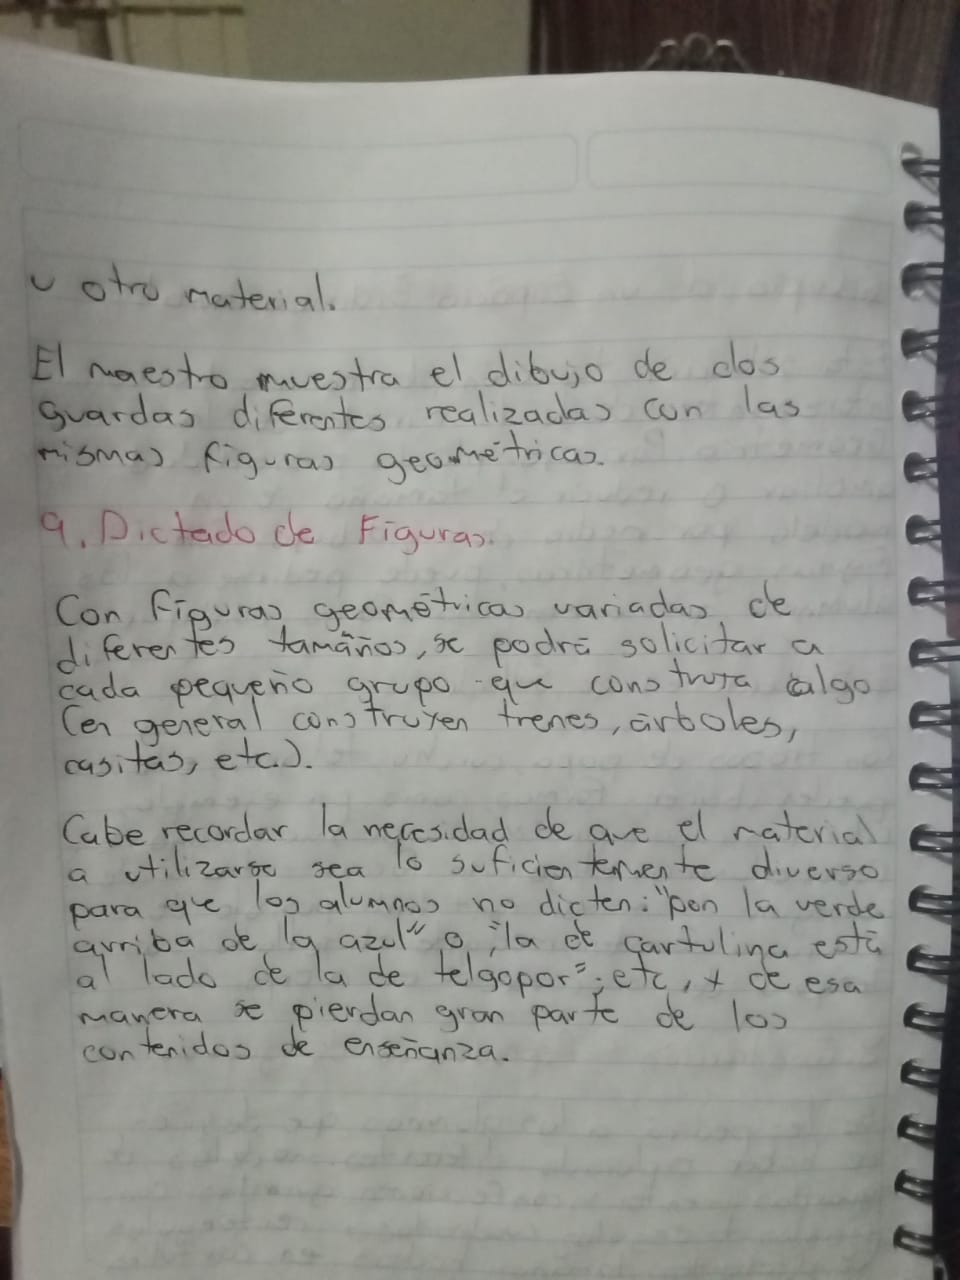 u otro material.
El maestro muestra el dibujo de dos
guardas diferentes realizadas con las
mismas figuras geométricas.
9. Dictado de Figuras.
Con figuras geométricas variadas de
diferentes tamaños, se podrá solicitar a
cada pequeño grupo que construya algo
(en general construyen trenes, árboles,
casitas, etc.).
Cabe recordar la necesidad de que el material
a utilizarse sea lo suficientemente diverso
para que los alumnos no dicten: "pon la verde
arriba de la azul" o "la de cartulina está
al lado de la de telgopor"; etc, y de esa
manera se pierdan gran parte de los
contenidos de enseñanza.